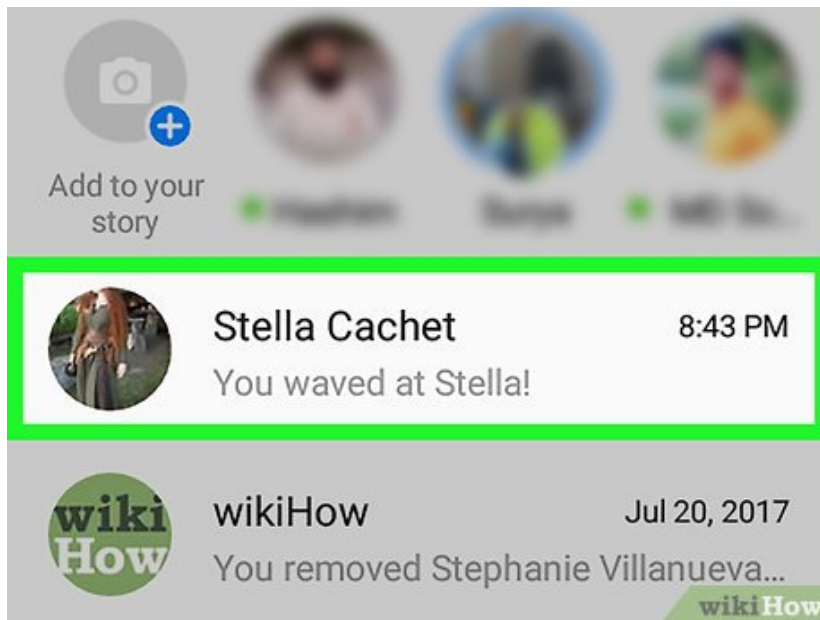 Add to your
story
Stella Cachet
8:43 PM
You waved at Stella!
wiki
How
wikiHow
Jul 20, 2017
You removed Stephanie Villanueva...
wikiHow